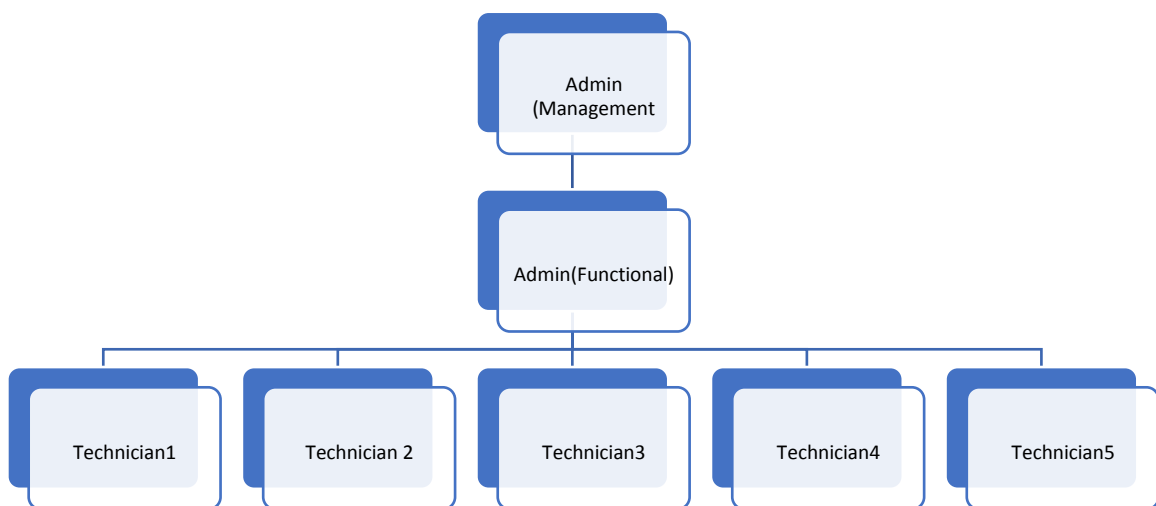 Admin
(Management
Admin(Functional)
Technician1
Technician 2
Technician3
Technician4
Technician5